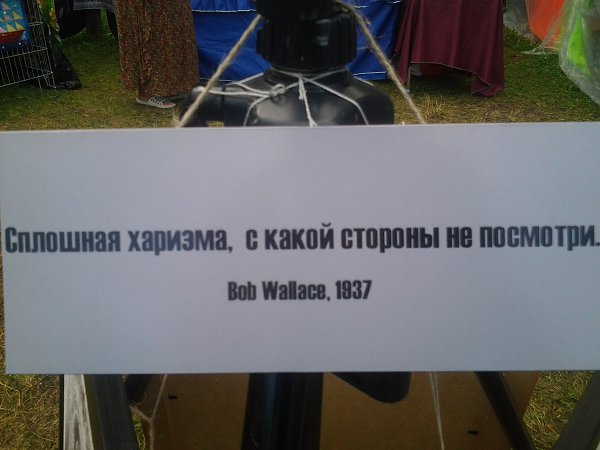 Сплошная харизма, с какой стороны не посмотри.
Bob Wallace, 1937